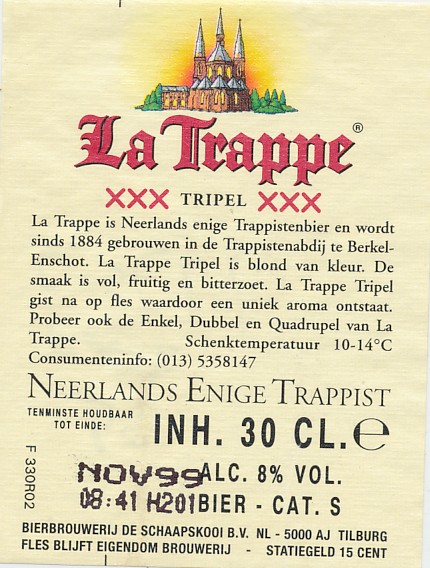 La Trappe®
XXX TRIPEL XXX
La Trappe is Neerlands enige Trappistenbier en wordt
sinds 1884 gebrouwen in de Trappistenabdij te Berkel-
Enschot. La Trappe Tripel is blond van kleur. De
smaak is vol, fruitig en bitterzoet. La Trappe Tripel
gist na op fles waardoor een uniek aroma ontstaat.
Probeer ook de Enkel, Dubbel en Quadrupel van La
Trappe. Schenktemperatuur 10-14°C
Consumenteninfo: (013) 5358147
NEERLANDS ENIGE TRAPPIST
TENMINSTE HOUDBAAR
TOT EINDE:
INH. 30 CL. ℮
NOV99 ALC. 8% VOL.
08:41 H201 BIER - CAT. S
F 330R02
BIERBROUWERIJ DE SCHAAPSKOOI B.V. NL - 5000 AJ TILBURG
FLES BLIJFT EIGENDOM BROUWERIJ - STATIEGELD 15 CENT